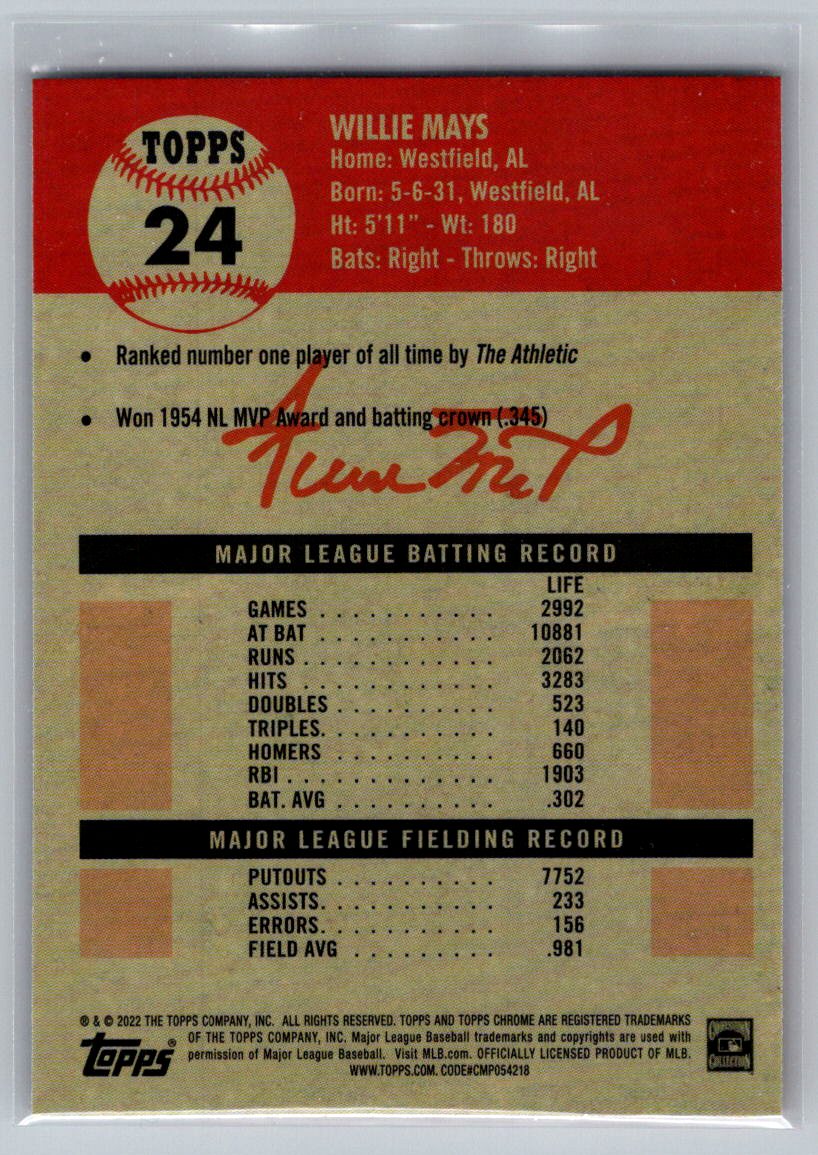 TOPPS
24
WILLIE MAYS
Home: Westfield, AL
Born: 5-6-31, Westfield, AL
Ht: 5'11" - Wt: 180
Bats: Right - Throws: Right
• Ranked number one player of all time by The Athletic
• Won 1954 NL MVP Award and batting crown (.345)
Willie Mays
MAJOR LEAGUE BATTING RECORD
LIFE
GAMES . . . . . . . . . . . 2992
AT BAT . . . . . . . . . . . 10881
RUNS . . . . . . . . . . . . 2062
HITS . . . . . . . . . . . . 3283
DOUBLES . . . . . . . . . . 523
TRIPLES. . . . . . . . . . . 140
HOMERS . . . . . . . . . . 660
RBI . . . . . . . . . . . . . 1903
BAT. AVG . . . . . . . . . . .302
MAJOR LEAGUE FIELDING RECORD
PUTOUTS . . . . . . . . . . 7752
ASSISTS. . . . . . . . . . . 233
ERRORS. . . . . . . . . . . 156
FIELD AVG . . . . . . . . . .981
® & © 2022 THE TOPPS COMPANY, INC. ALL RIGHTS RESERVED. TOPPS AND TOPPS CHROME ARE REGISTERED TRADEMARKS
OF THE TOPPS COMPANY, INC. Major League Baseball trademarks and copyrights are used with
permission of Major League Baseball. Visit MLB.com. OFFICIALLY LICENSED PRODUCT OF MLB.
WWW.TOPPS.COM. CODE#CMP054218
topps®
COOPERSTOWN
COLLECTION